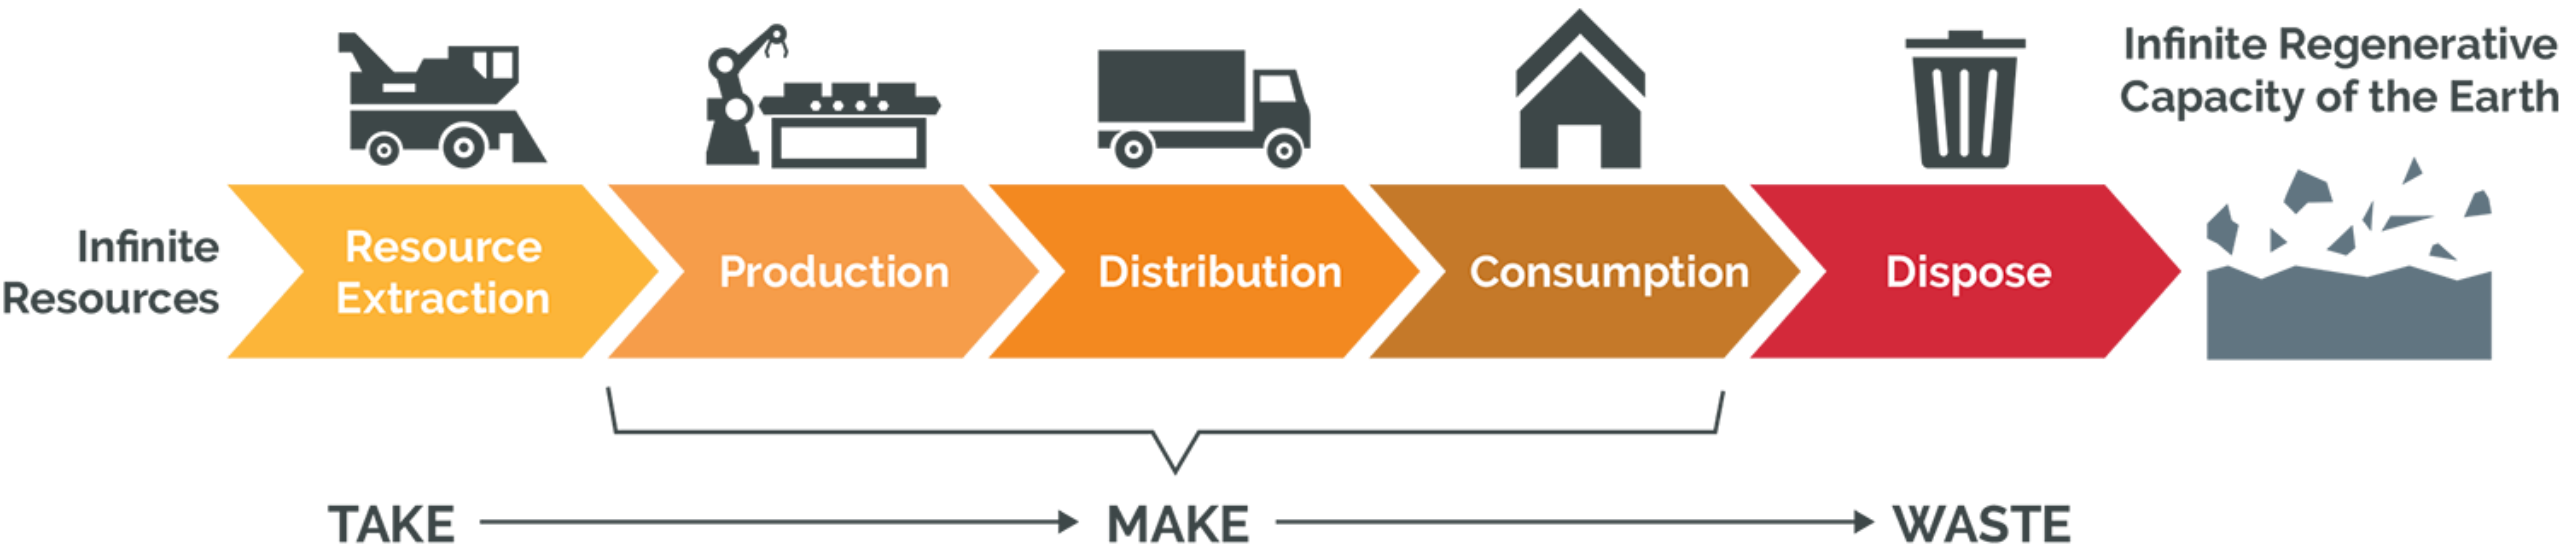 Infinite Regenerative
Capacity of the Earth
Infinite
Resources
Resource
Extraction
Production
Distribution
Consumption
Dispose
TAKE
MAKE
WASTE